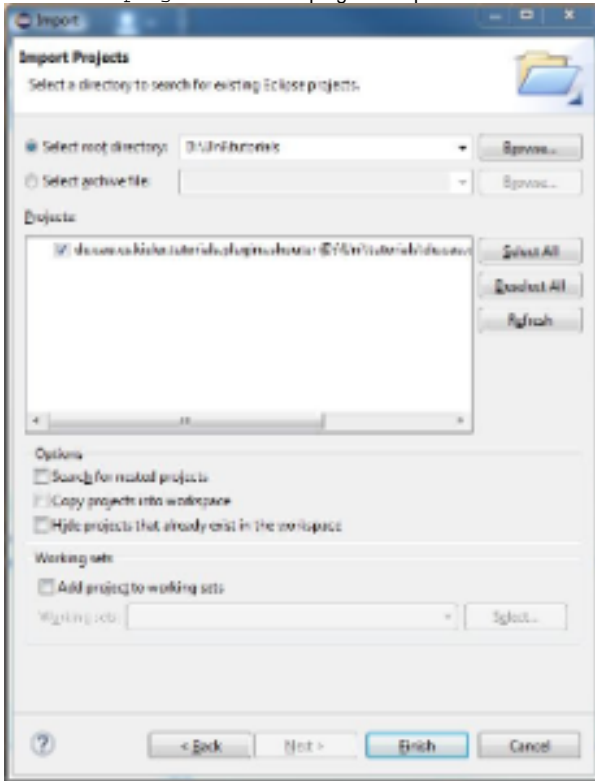 Import
Import Projects
Select a directory to search for existing Eclipse projects.
Select root directory: D:\Uni\tutorials Browse...
Select archive file: Browse...
Projects:
Select All
Deselect All
Refresh
Options
Search for nested projects
Copy projects into workspace
Hide projects that already exist in the workspace
Working sets
Add project to working sets
Working sets: Select...
< Back Next > Finish Cancel